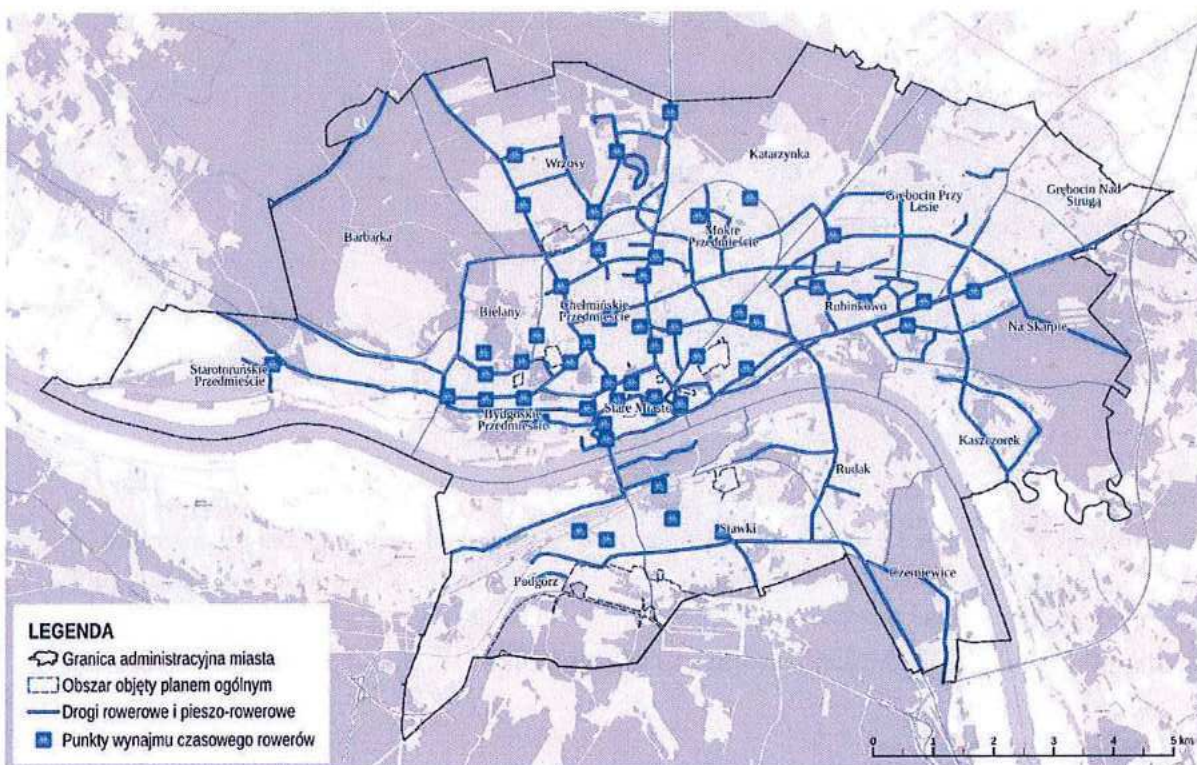 Katarzynka
Wrzosy
Grębocin Przy
Lesie
Grębocin Nad
Strugą
Barbarka
Mokre
Przedmieście
Bielany
Chełmińskie
Przedmieście
Rubinkowo
Na Skarpie
Starotoruńskie
Przedmieście
Bydgoskie
Przedmieście
Stare Miasto
Kaszczorek
Rudak
Stawki
Czerniewice
Podgórz
LEGENDA
Granica administracyjna miasta
Obszar objęty planem ogólnym
Drogi rowerowe i pieszo-rowerowe
Punkty wynajmu czasowego rowerów
0 1 2 3 4 5 km